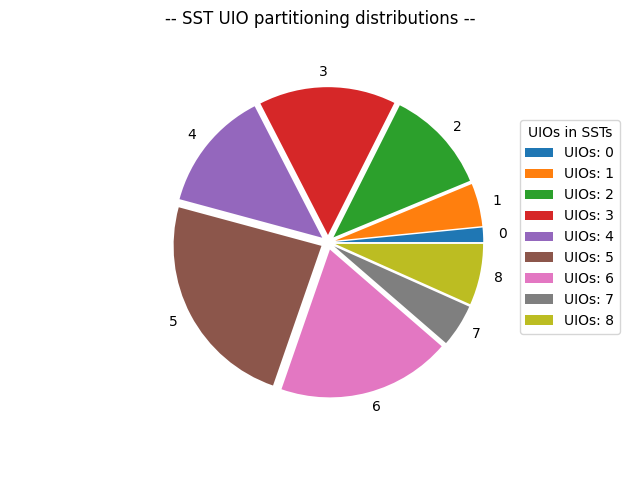 -- SST UIO partitioning distributions --
3
4
2
1
0
5
8
7
6
UIOs in SSTs
UIOs: 0
UIOs: 1
UIOs: 2
UIOs: 3
UIOs: 4
UIOs: 5
UIOs: 6
UIOs: 7
UIOs: 8